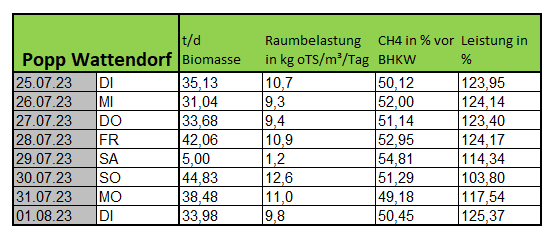 Popp Wattendorf t/d Biomasse Raumbelastung in kg oTS/m³/Tag CH4 in % vor BHKW Leistung in %
25.07.23 DI 35,13 10,7 50,12 123,95
26.07.23 MI 31,04 9,3 52,00 124,14
27.07.23 DO 33,68 9,4 51,14 123,40
28.07.23 FR 42,06 10,9 52,95 124,17
29.07.23 SA 5,00 1,2 54,81 114,34
30.07.23 SO 44,83 12,6 51,29 103,80
31.07.23 MO 38,48 11,0 49,18 117,54
01.08.23 DI 33,98 9,8 50,45 125,37